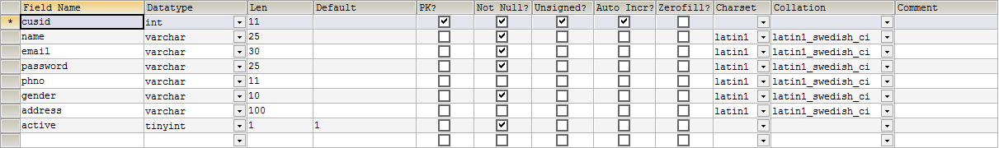 Field Name Datatype Len Default PK? Not Null? Unsigned? Auto Incr? Zerofill? Charset Collation Comment
* cusid int 11
name varchar 25 latin1 latin1_swedish_ci
email varchar 30 latin1 latin1_swedish_ci
password varchar 25 latin1 latin1_swedish_ci
phno varchar 11 latin1 latin1_swedish_ci
gender varchar 10 latin1 latin1_swedish_ci
address varchar 100 latin1 latin1_swedish_ci
active tinyint 1 1